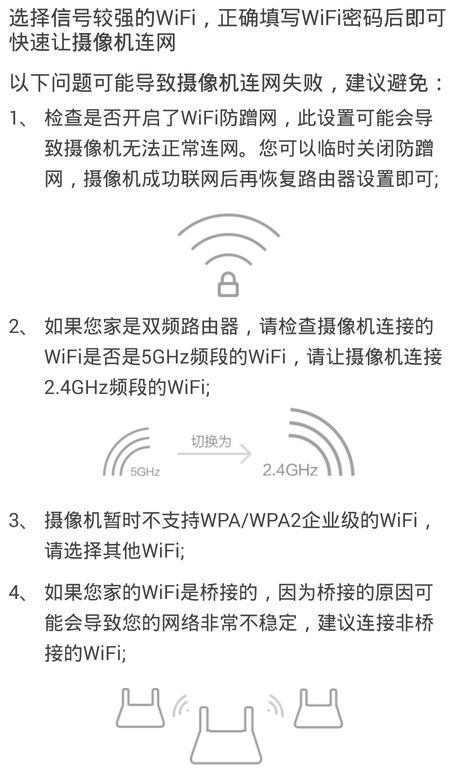 选择信号较强的WiFi，正确填写WiFi密码后即可
快速让摄像机连网
以下问题可能导致摄像机连网失败，建议避免：
1、 检查是否开启了WiFi防蹭网，此设置可能会导
致摄像机无法正常连网。您可以临时关闭防蹭
网，摄像机成功联网后再恢复路由器设置即可;
2、 如果您家是双频路由器，请检查摄像机连接的
WiFi是否是5GHz频段的WiFi，请让摄像机连接
2.4GHz频段的WiFi;
切换为
5GHz
2.4GHz
3、 摄像机暂时不支持WPA/WPA2企业级的WiFi，
请选择其他WiFi;
4、 如果您家的WiFi是桥接的，因为桥接的原因可
能会导致您的网络非常不稳定，建议连接非桥
接的WiFi;